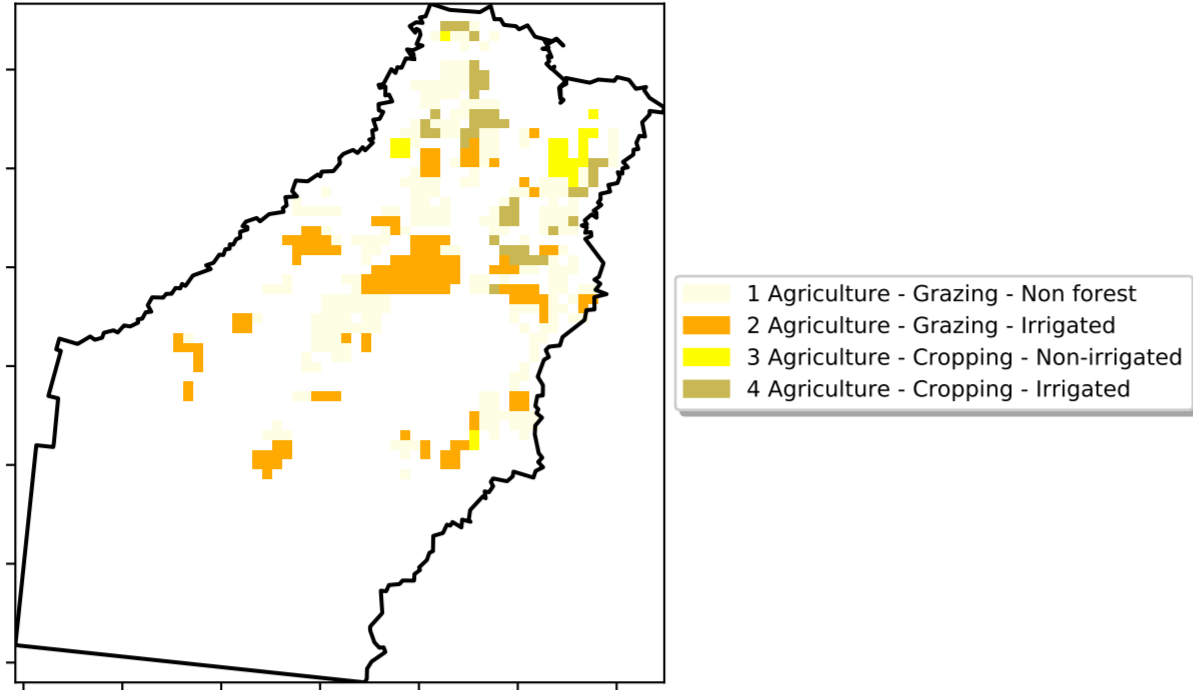 1 Agriculture - Grazing - Non forest
2 Agriculture - Grazing - Irrigated
3 Agriculture - Cropping - Non-irrigated
4 Agriculture - Cropping - Irrigated